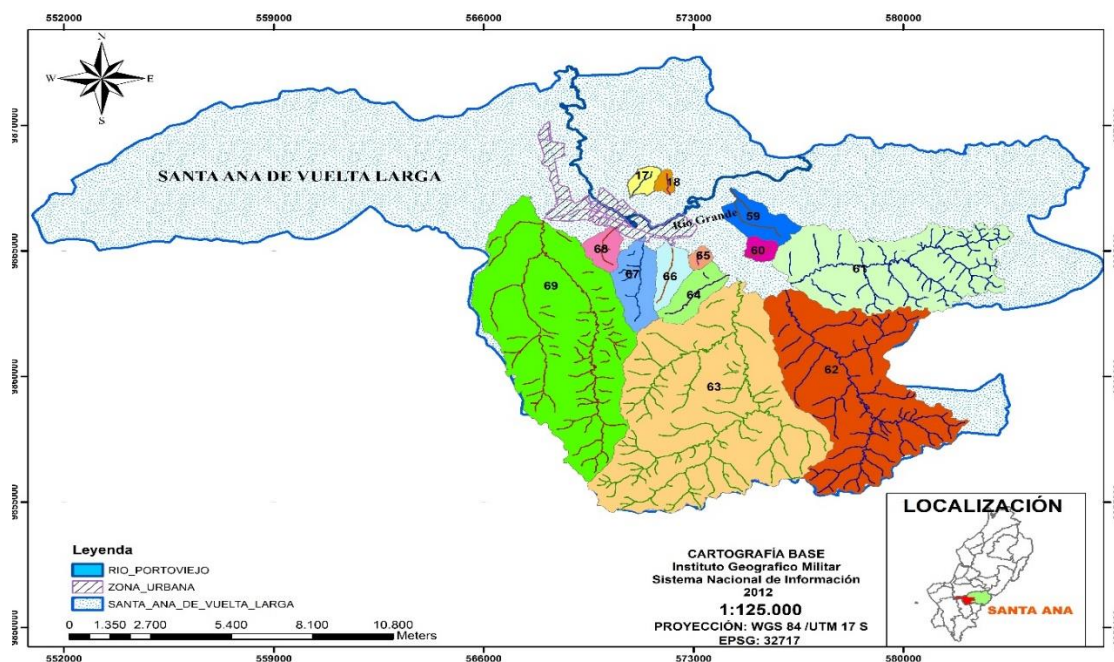 552000 559000 566000 573000 580000
N
W E
S
SANTA ANA DE VUELTA LARGA
17
18
Rio Grande
59
60
61
62
63
64
65
66
67
68
69
Leyenda
RIO_PORTOVIEJO
ZONA_URBANA
SANTA_ANA_DE_VUELTA_LARGA
0 1.350 2.700 5.400 8.100 10.800
Meters
CARTOGRAFÍA BASE
Instituto Geografico Militar
Sistema Nacional de Información
2012
1:125.000
PROYECCIÓN: WGS 84 /UTM 17 S
EPSG: 32717
LOCALIZACIÓN
SANTA ANA
552000 559000 566000 573000 580000